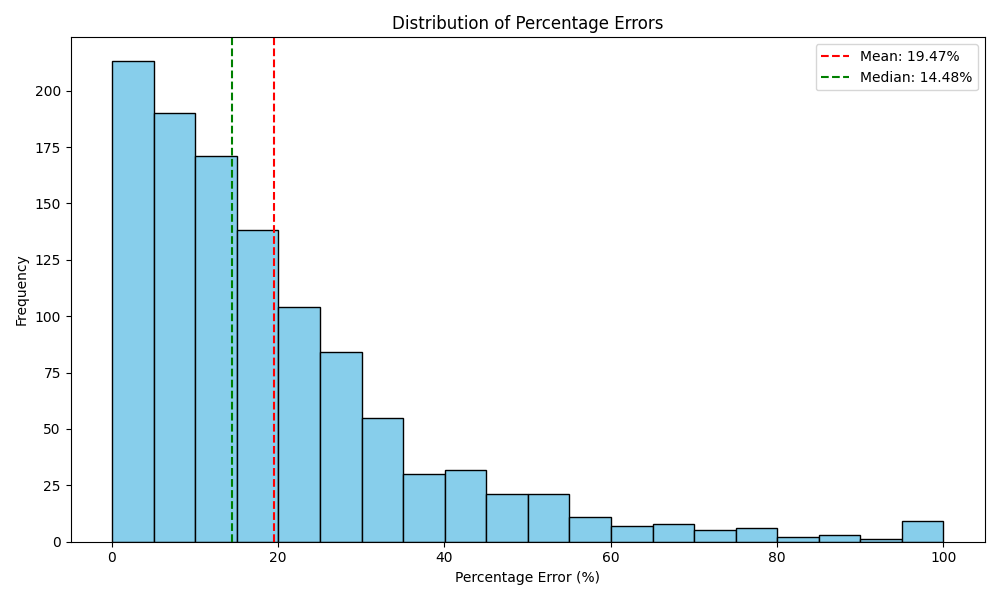 Distribution of Percentage Errors
Mean: 19.47%
Median: 14.48%
Frequency
200
175
150
125
100
75
50
25
0
0 20 40 60 80 100
Percentage Error (%)